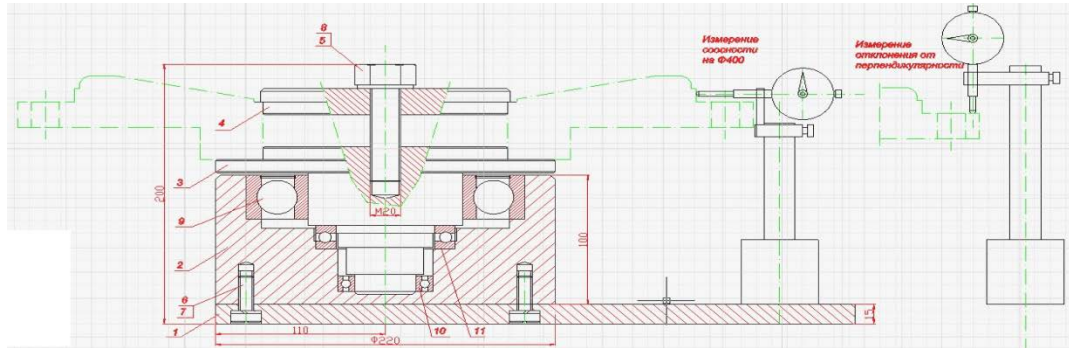 8
5
Измерение
соосности
на Ф400
Измерение
отклонения от
перпендикулярности
4
3
200
М20
9
100
2
6
7
1
110
10
11
15
Ф220